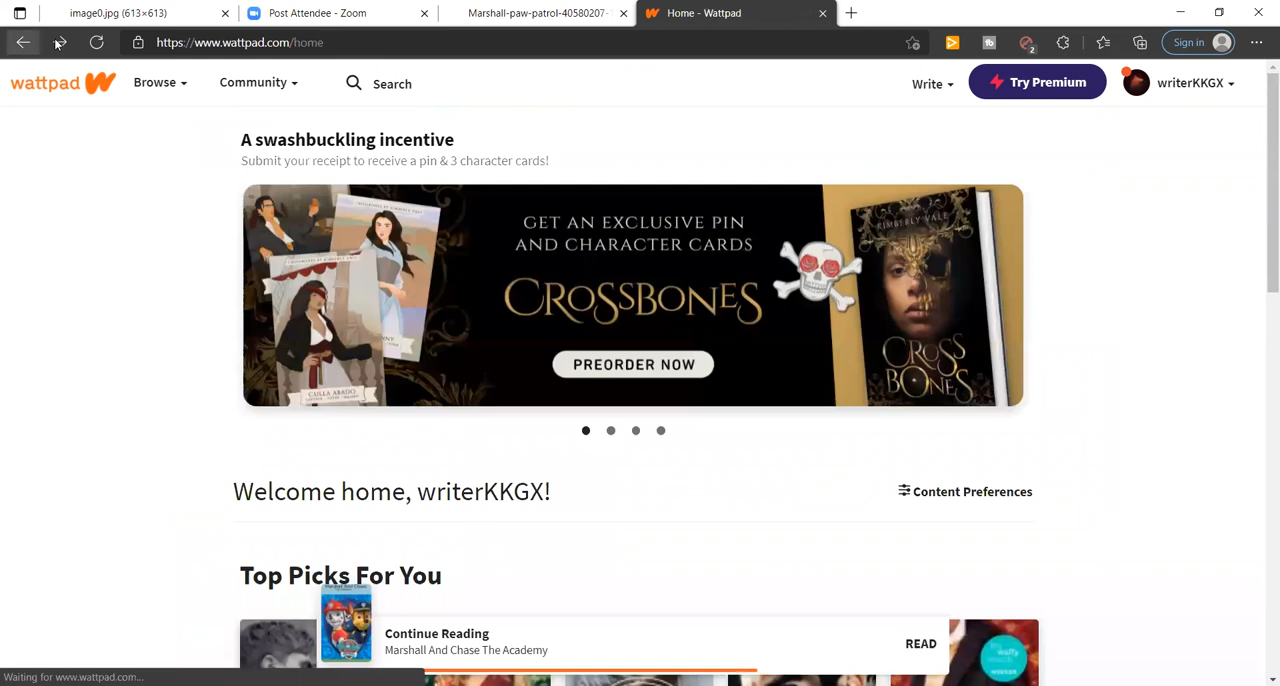 image0.jpg (613×613)
Post Attendee - Zoom
Marshall-paw-patrol-40580207-
Home - Wattpad
https://www.wattpad.com/home
2
Sign in
wattpad
Browse
Community
Search
Write
Try Premium
writerKKGX
A swashbuckling incentive
Submit your receipt to receive a pin & 3 character cards!
GET AN EXCLUSIVE PIN
AND CHARACTER CARDS
CROSSBONES
PREORDER NOW
CILLA ABADO
KIMBERLY VALE
CROSS
BONES
Welcome home, writerKKGX!
Content Preferences
Top Picks For You
Continue Reading
Marshall And Chase The Academy
READ
Waiting for www.wattpad.com...